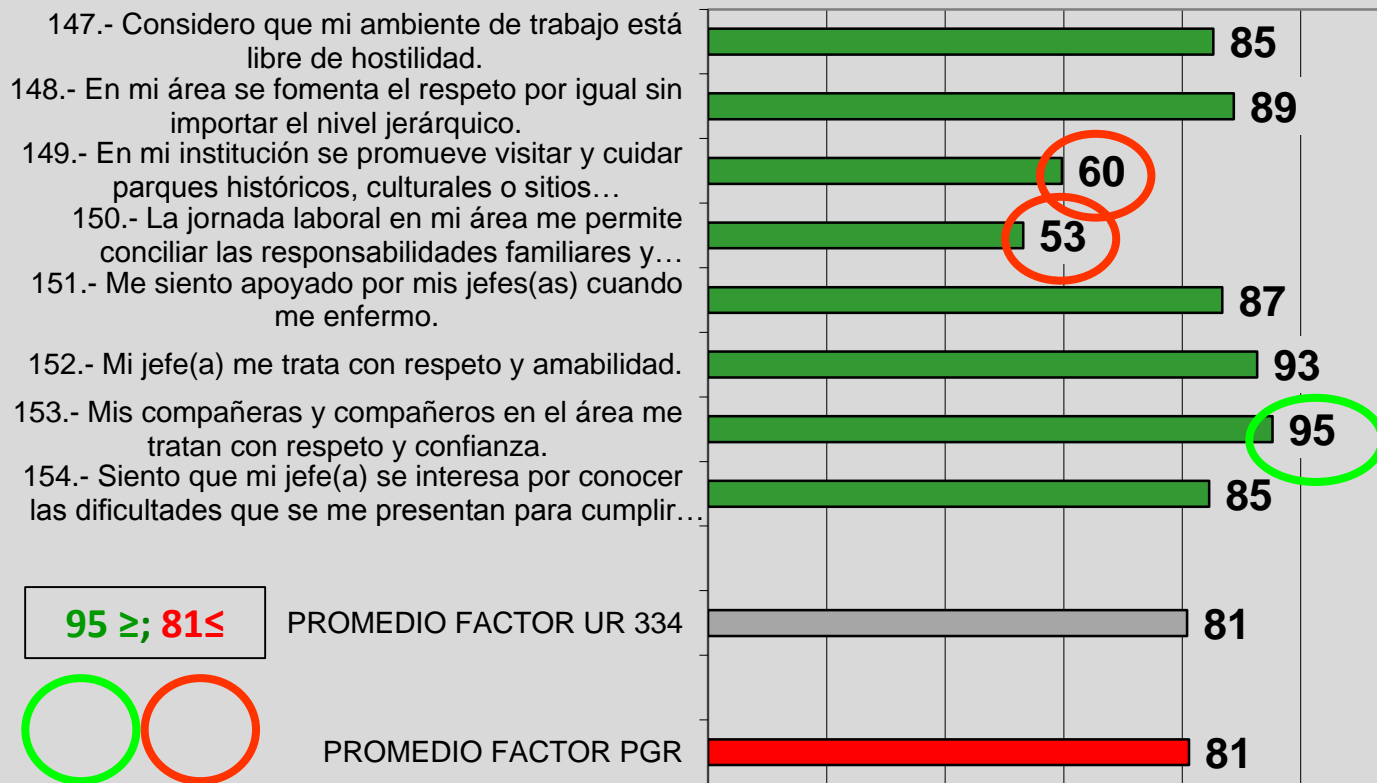 147.- Considero que mi ambiente de trabajo está
libre de hostilidad.
85
148.- En mi área se fomenta el respeto por igual sin
importar el nivel jerárquico.
89
149.- En mi institución se promueve visitar y cuidar
parques históricos, culturales o sitios…
60
150.- La jornada laboral en mi área me permite
conciliar las responsabilidades familiares y…
53
151.- Me siento apoyado por mis jefes(as) cuando
me enfermo.
87
152.- Mi jefe(a) me trata con respeto y amabilidad.
93
153.- Mis compañeras y compañeros en el área me
tratan con respeto y confianza.
95
154.- Siento que mi jefe(a) se interesa por conocer
las dificultades que se me presentan para cumplir…
85
95 ≥; 81≤
PROMEDIO FACTOR UR 334
81
PROMEDIO FACTOR PGR
81